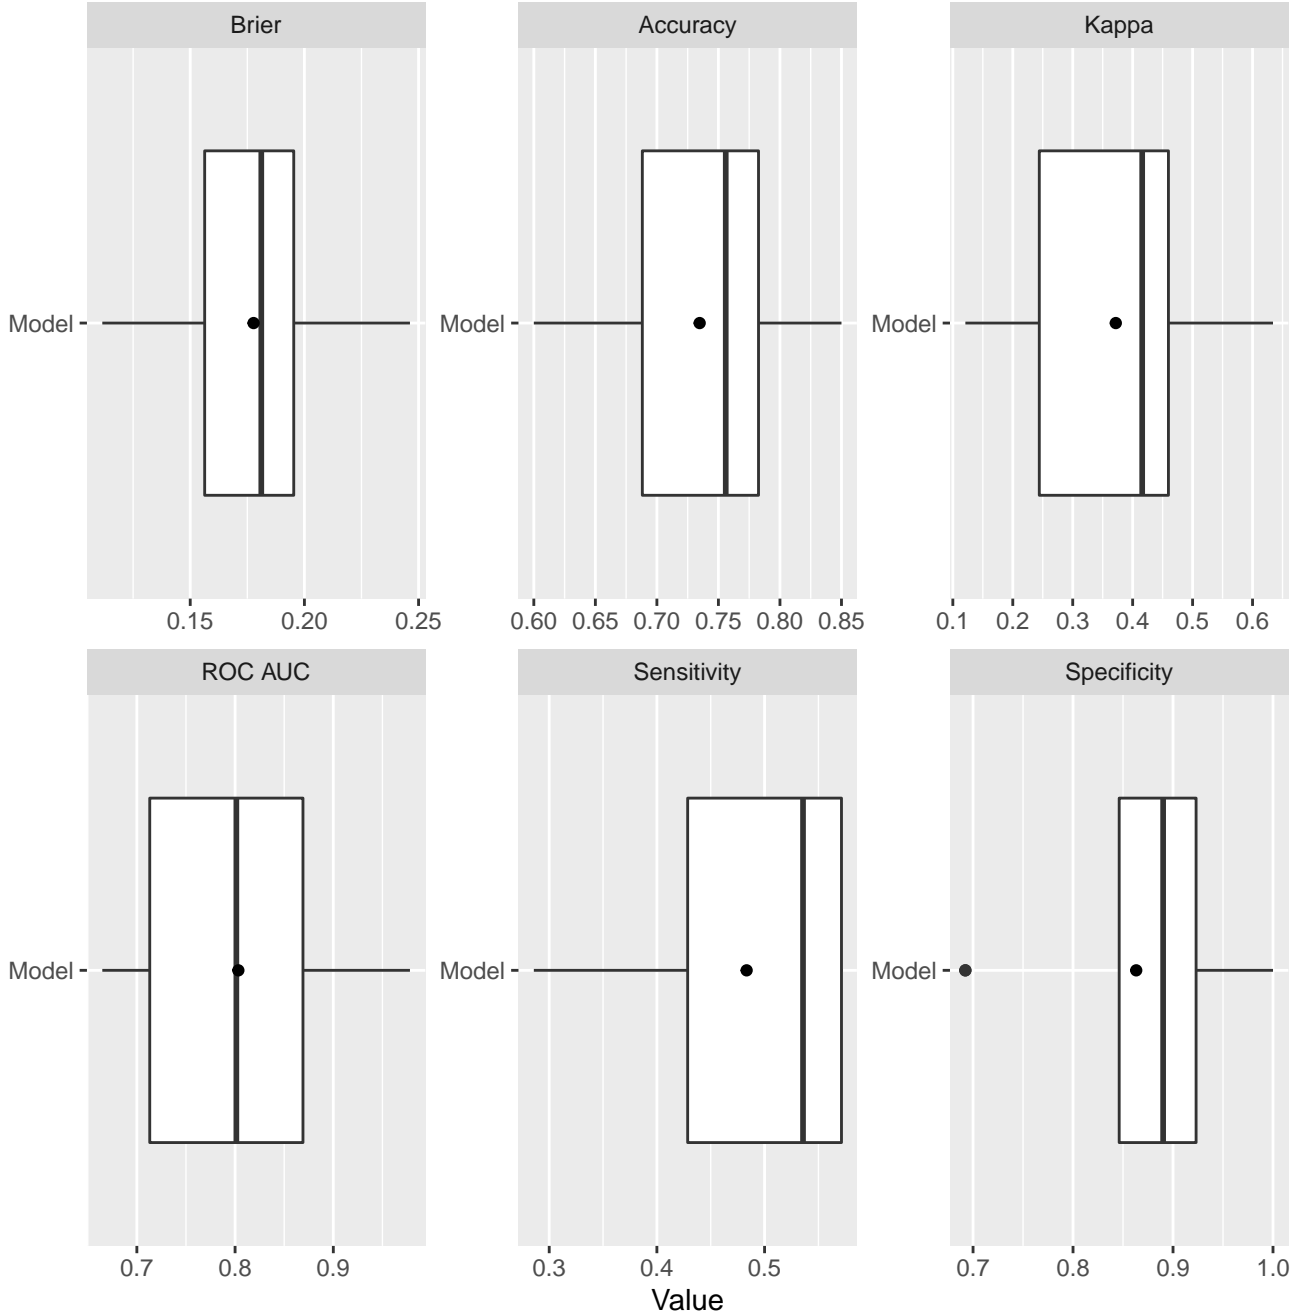 Brier Accuracy Kappa
Model Model Model
0.15 0.20 0.25 0.60 0.65 0.70 0.75 0.80 0.85 0.1 0.2 0.3 0.4 0.5 0.6
ROC AUC Sensitivity Specificity
Model Model Model
0.7 0.8 0.9 0.3 0.4 0.5 0.7 0.8 0.9 1.0
Value